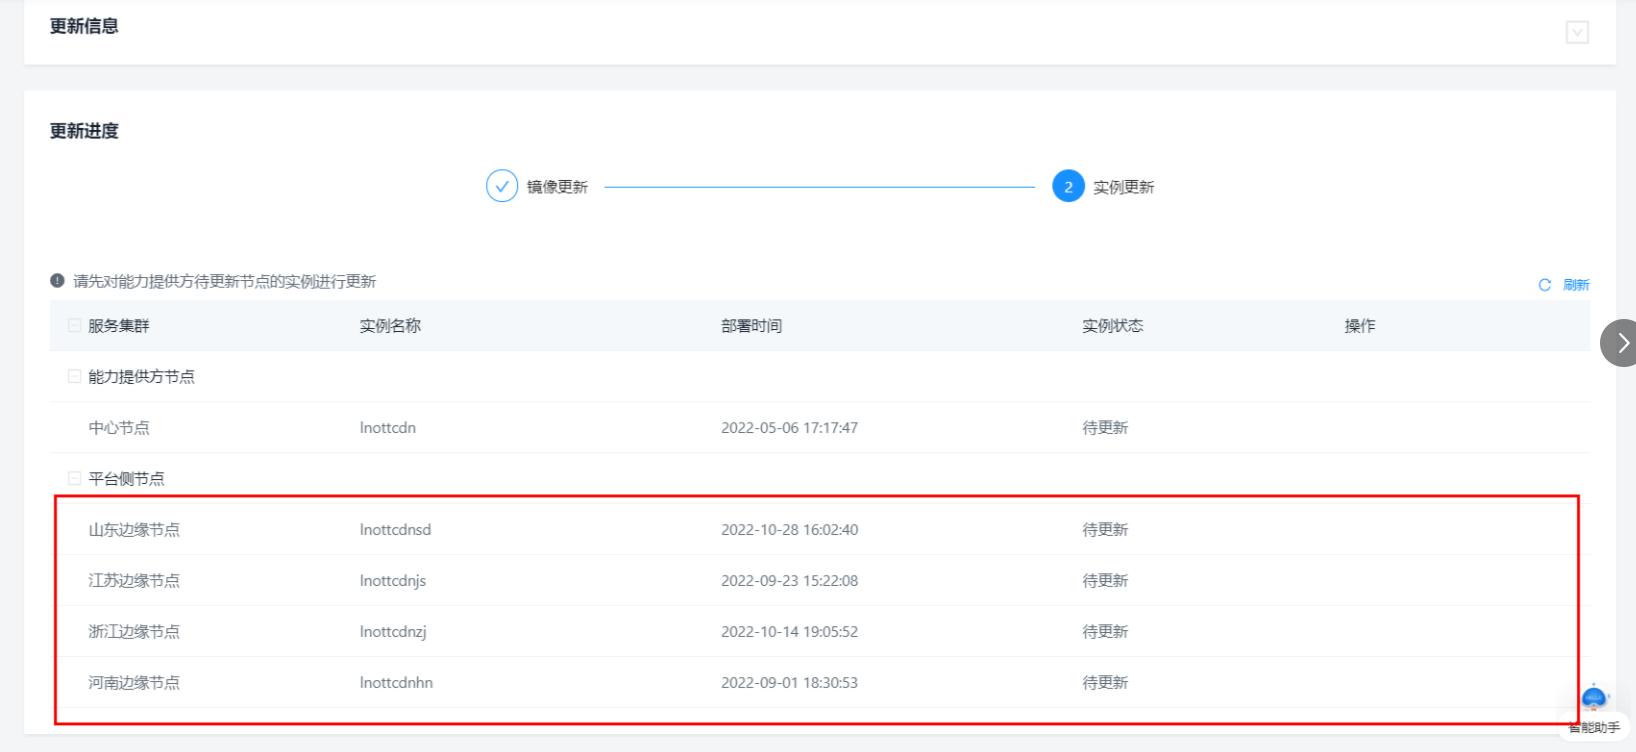 更新信息
更新进度
镜像更新
2 实例更新
请先对能力提供方待更新节点的实例进行更新
刷新
服务集群 实例名称 部署时间 实例状态 操作
能力提供方节点
中心节点 lnottcdn 2022-05-06 17:17:47 待更新
平台侧节点
山东边缘节点 lnottcdnsd 2022-10-28 16:02:40 待更新
江苏边缘节点 lnottcdnjs 2022-09-23 15:22:08 待更新
浙江边缘节点 lnottcdnzj 2022-10-14 19:05:52 待更新
河南边缘节点 lnottcdnhn 2022-09-01 18:30:53 待更新
智能助手